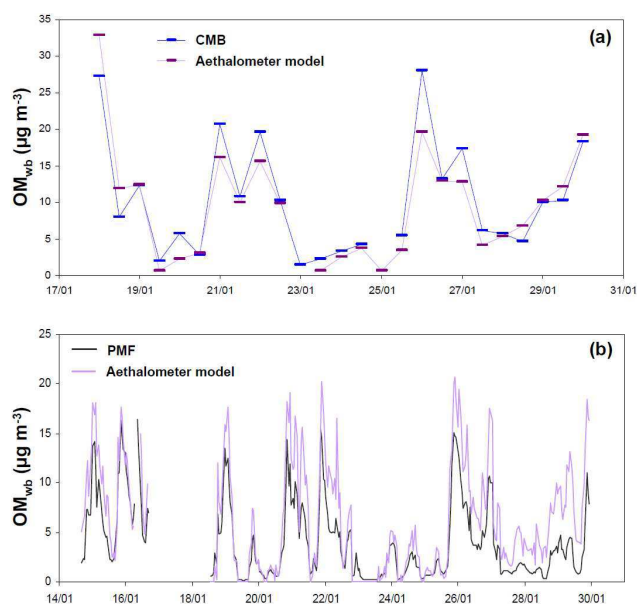 35
30
25
20
15
10
5
0
OMwb (µg m-3)
CMB
Aethalometer model
(a)
17/01 19/01 21/01 23/01 25/01 27/01 29/01 31/01
25
20
15
10
5
0
OMwb (µg m-3)
PMF
Aethalometer model
(b)
14/01 16/01 18/01 20/01 22/01 24/01 26/01 28/01 30/01